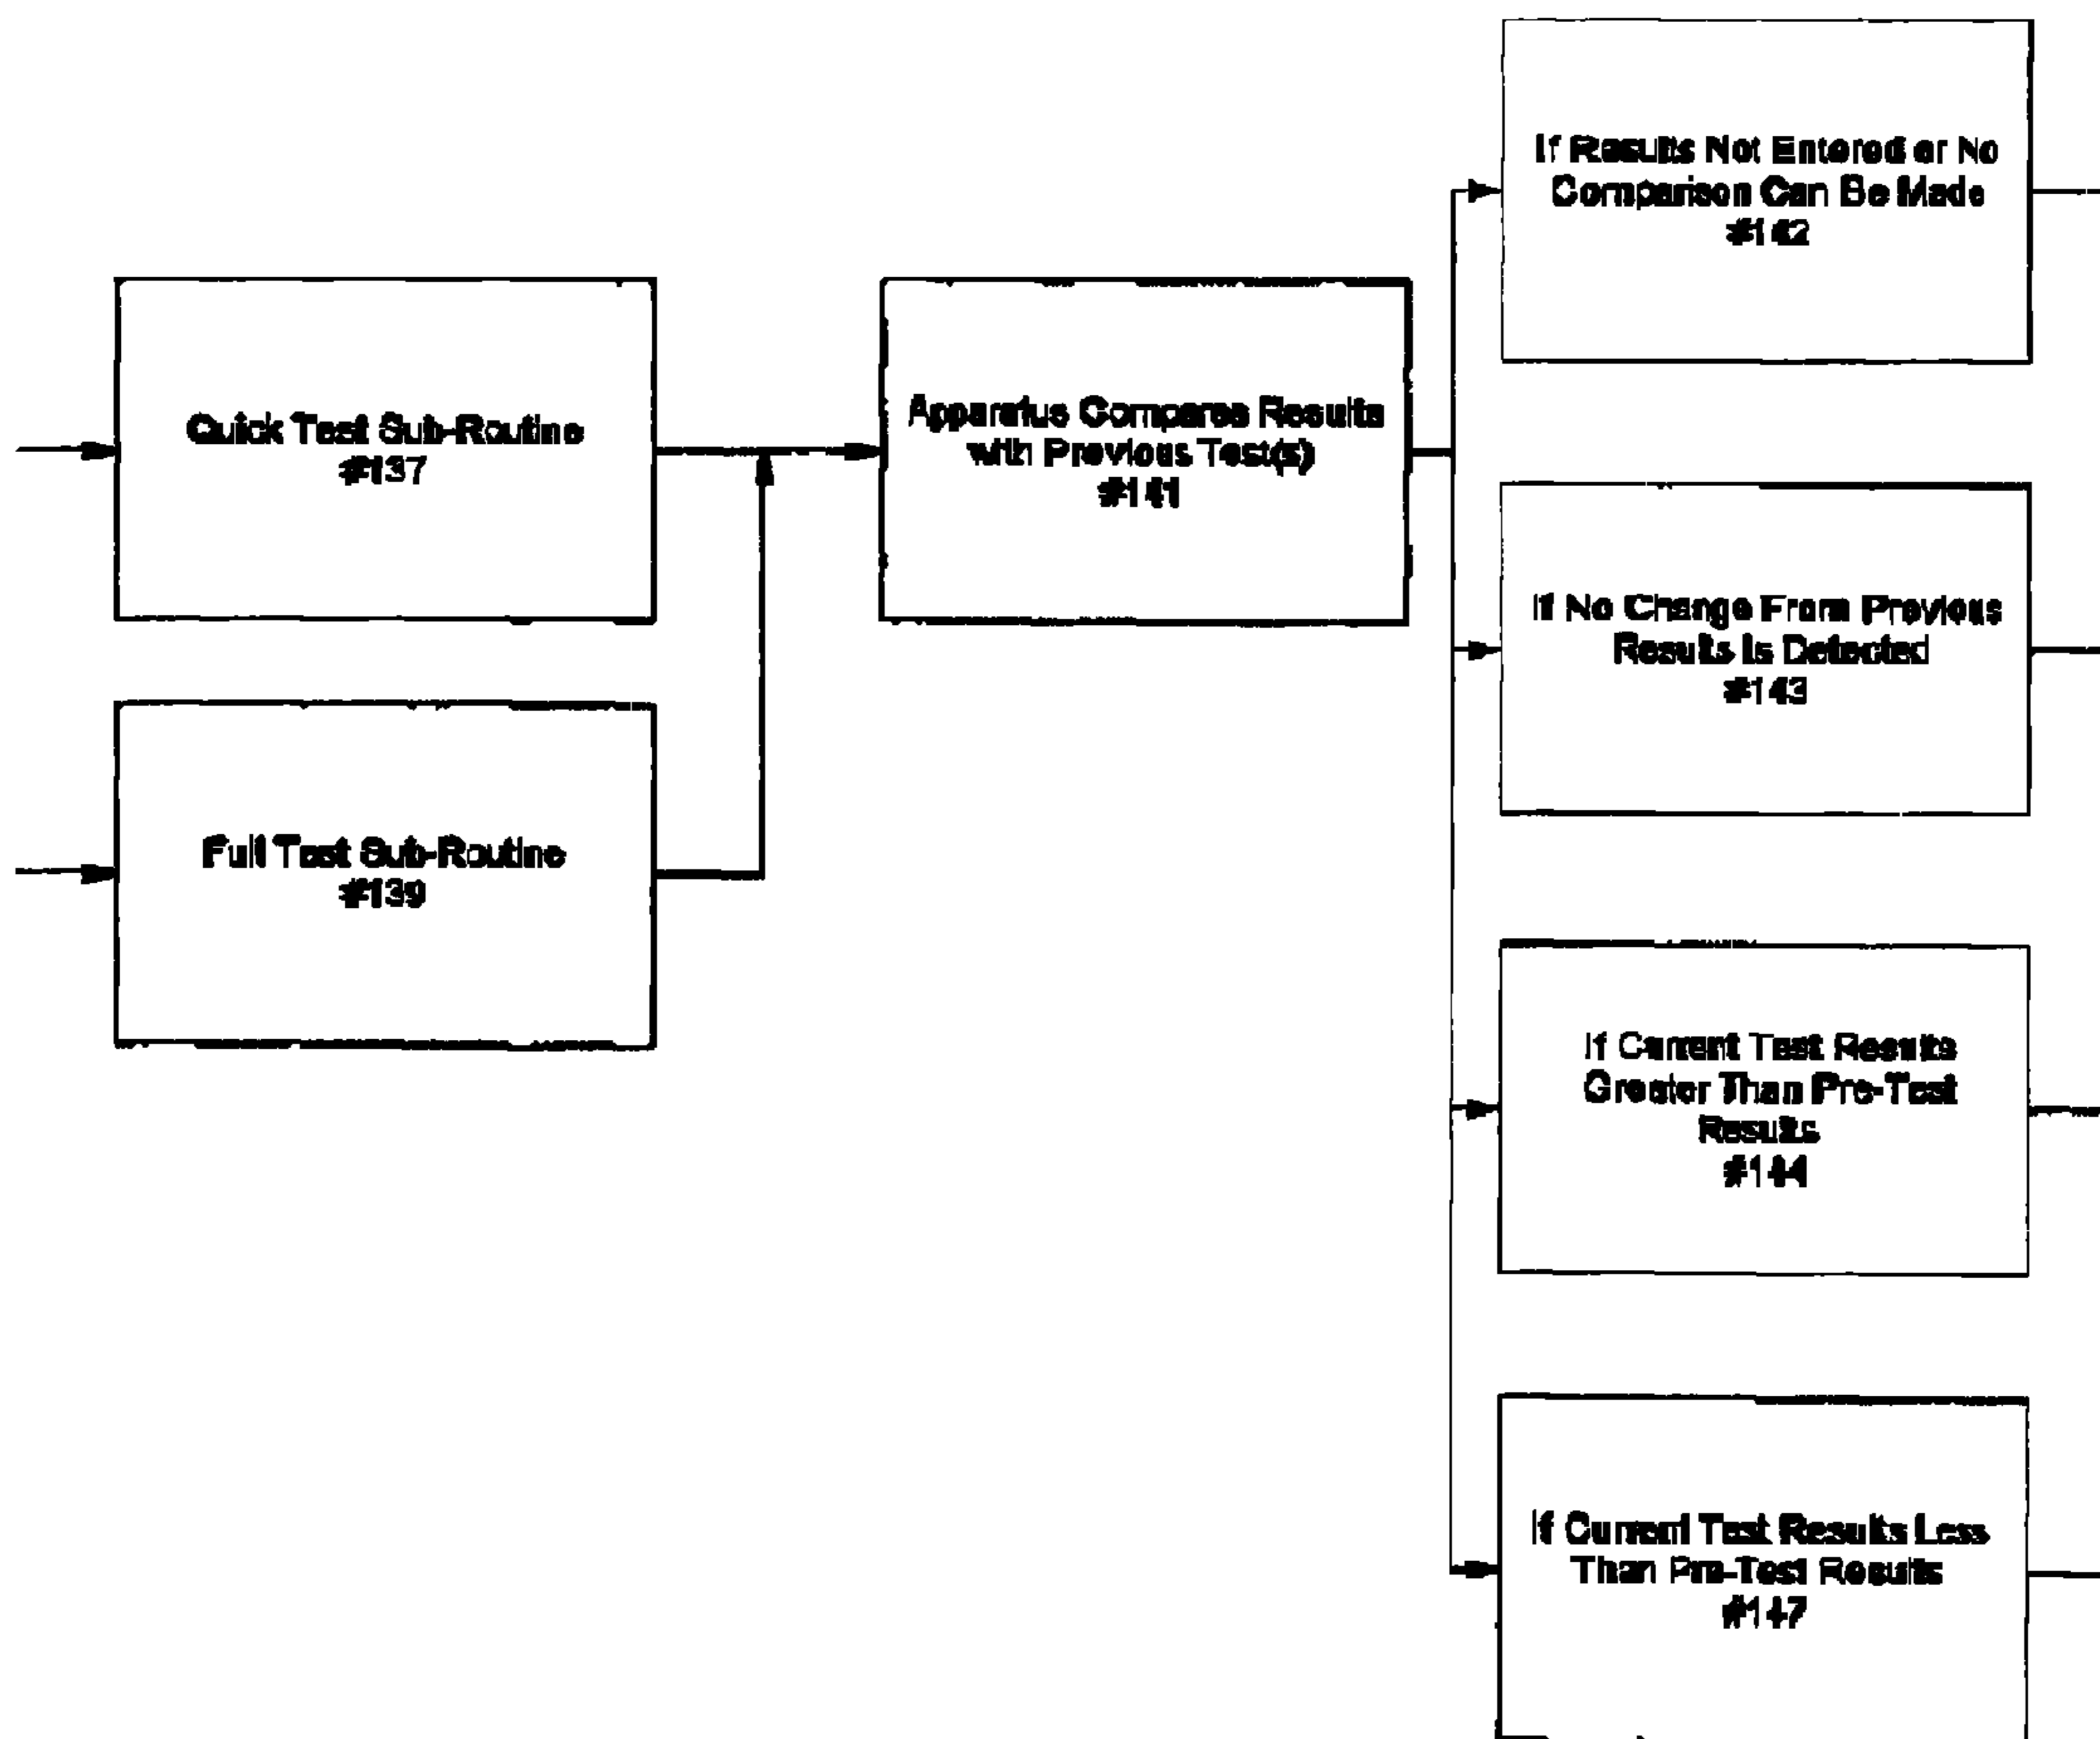 Quick Test Sub-Routine
#137
Full Test Sub-Routine
#139
Apparatus Compares Results
with Previous Test(s)
#141
If Results Not Entered or No
Comparison Can Be Made
#142
If No Change From Previous
Results Is Detected
#143
If Current Test Results
Greater Than Pre-Test
Results
#144
If Current Test Results Less
Than Pre-Test Results
#147